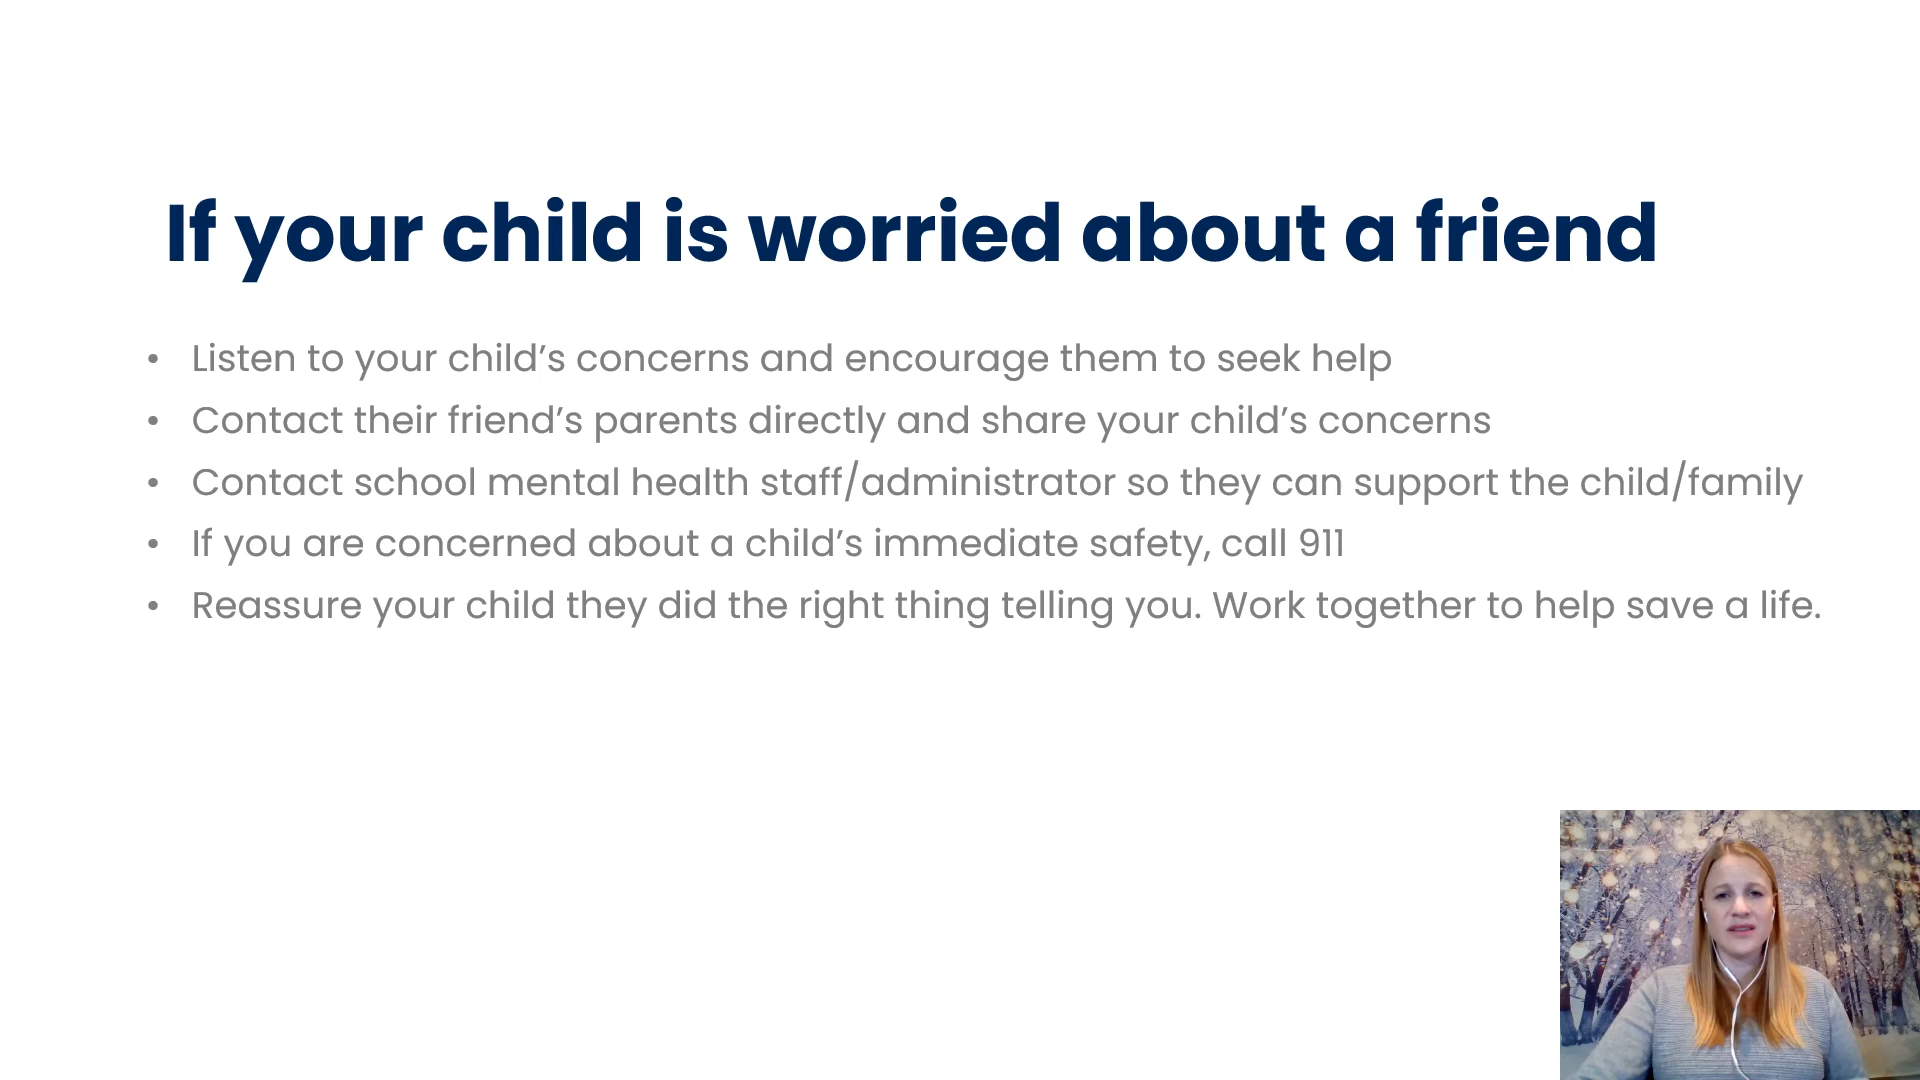 If your child is worried about a friend
• Listen to your child’s concerns and encourage them to seek help
• Contact their friend’s parents directly and share your child’s concerns
• Contact school mental health staff/administrator so they can support the child/family
• If you are concerned about a child’s immediate safety, call 911
• Reassure your child they did the right thing telling you. Work together to help save a life.